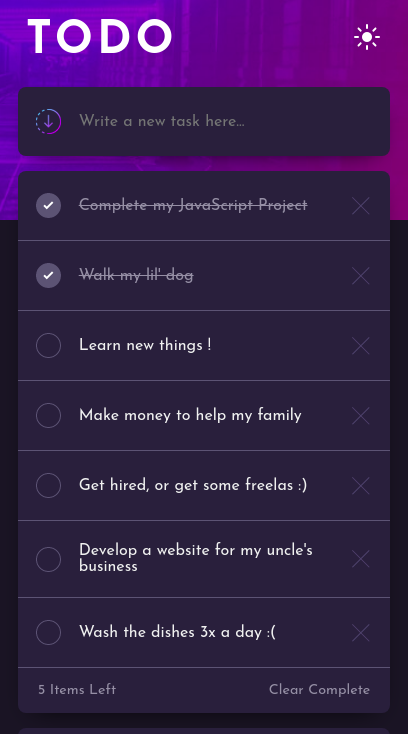 TODO
Write a new task here...
Complete my JavaScript Project
Walk my lil' dog
Learn new things !
Make money to help my family
Get hired, or get some freelas :)
Develop a website for my uncle's
business
Wash the dishes 3x a day :(
5 Items Left
Clear Complete